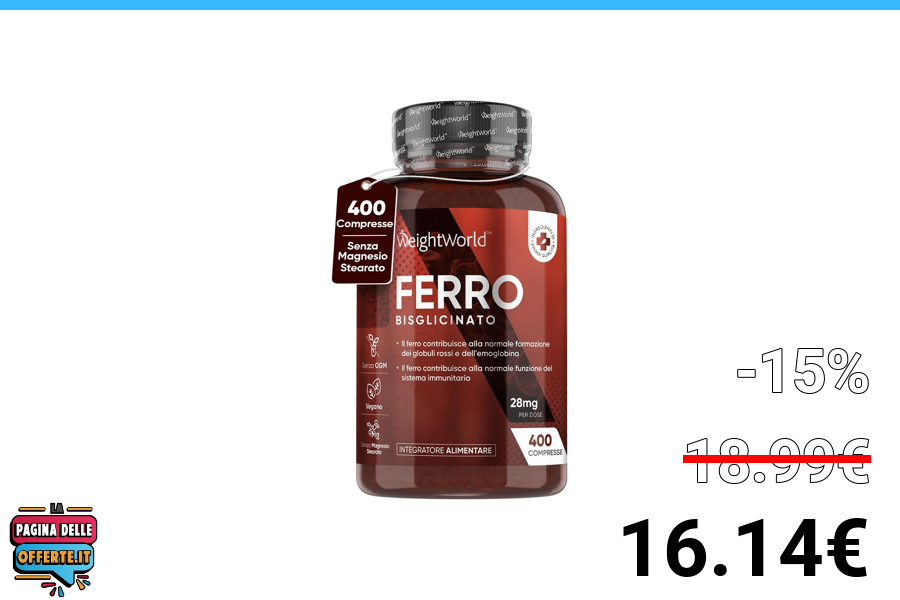 WeightWorld™
400
Compresse
Senza
Magnesio
Stearato
WeightWorld™
FERRO
BISGLICINATO
• Il ferro contribuisce alla normale formazione
dei globuli rossi e dell'emoglobina
• Il ferro contribuisce alla normale funzione del
sistema immunitario
Senza OGM
Vegano
Senza Magnesio
Stearato
28mg
PER DOSE
400
COMPRESSE
INTEGRATORE ALIMENTARE
-15%
18.99€
16.14€
LA
PAGINA DELLE
OFFERTE.IT